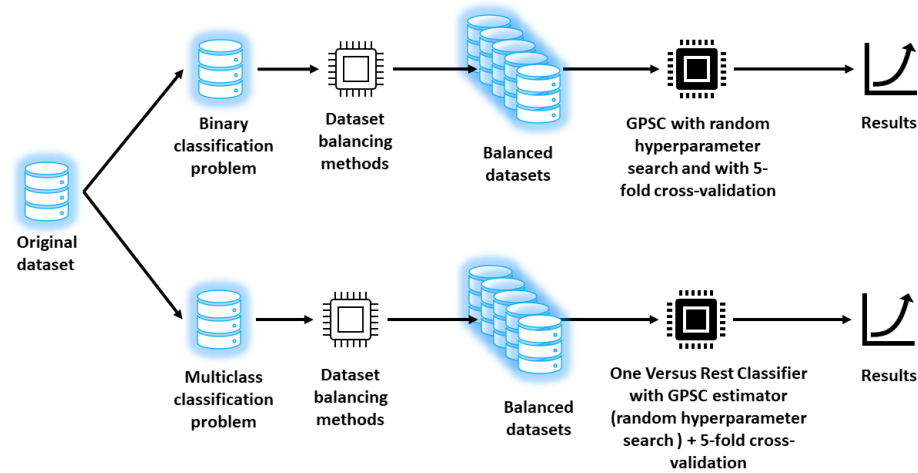 Original
dataset
Binary
classification
problem
Dataset
balancing
methods
Balanced
datasets
GPSC with random
hyperparameter
search and with 5-
fold cross-validation
Results
Multiclass
classification
problem
Dataset
balancing
methods
Balanced
datasets
One Versus Rest Classifier
with GPSC estimator
(random hyperparameter
search ) + 5-fold cross-
validation
Results